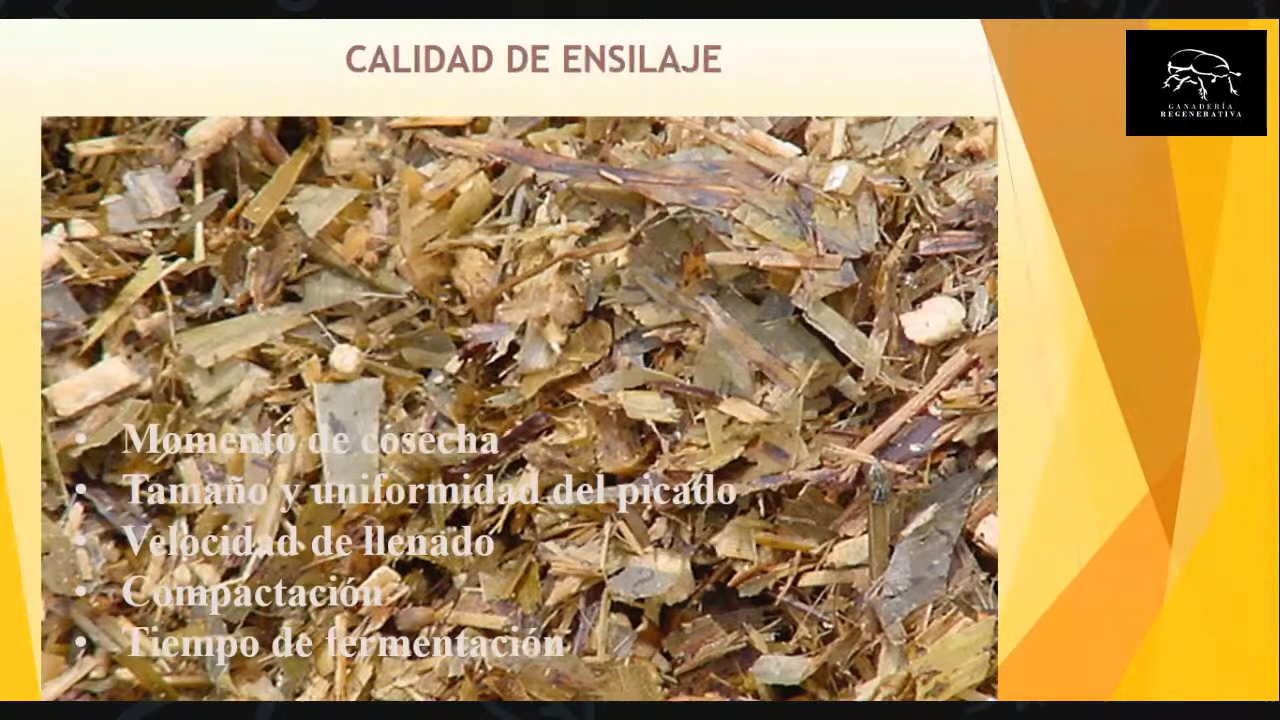 CALIDAD DE ENSILAJE
GANADERÍA
REGENERATIVA
• Momento de cosecha
• Tamaño y uniformidad del picado
• Velocidad de llenado
• Compactación
• Tiempo de fermentación